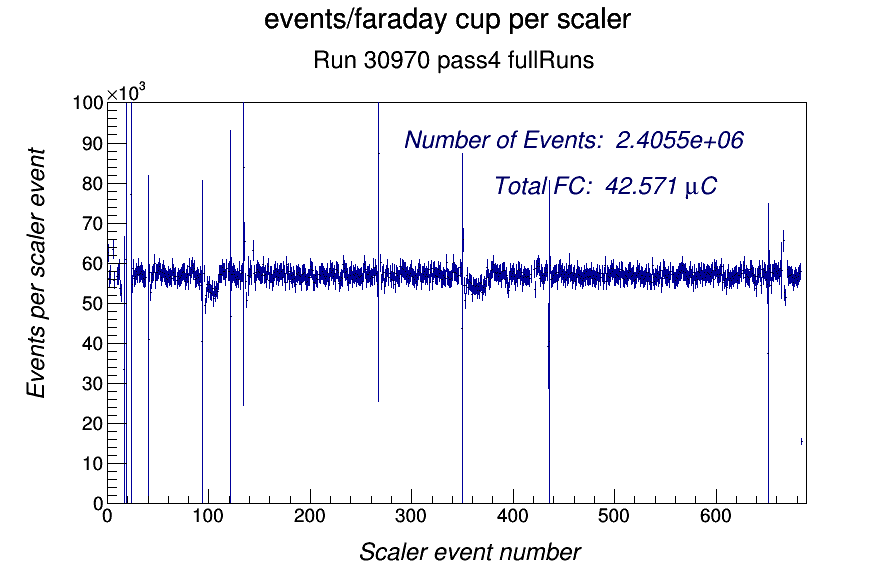 events/faraday cup per scaler
Run 30970 pass4 fullRuns
×10³
100
90
80
70
60
50
40
30
20
10
0
Events per scaler event
Number of Events: 2.4055e+06
Total FC: 42.571 μC
0 100 200 300 400 500 600
Scaler event number